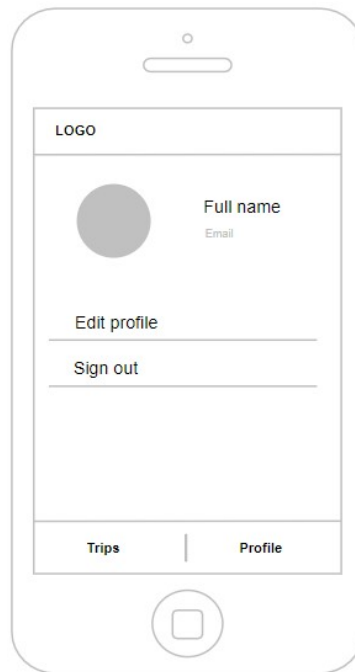 LOGO
Full name
Email
Edit profile
Sign out
Trips
Profile